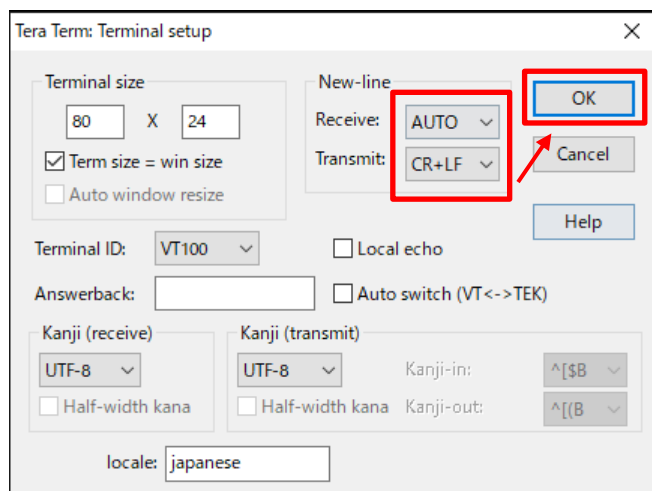 Tera Term: Terminal setup
Terminal size
80 X 24
Term size = win size
Auto window resize
New-line
Receive: AUTO
Transmit: CR+LF
OK
Cancel
Help
Terminal ID: VT100
Local echo
Answerback:
Auto switch (VT<->TEK)
Kanji (receive)
UTF-8
Half-width kana
Kanji (transmit)
UTF-8
Half-width kana
Kanji-in: ^[$B
Kanji-out: ^[(B
locale: japanese